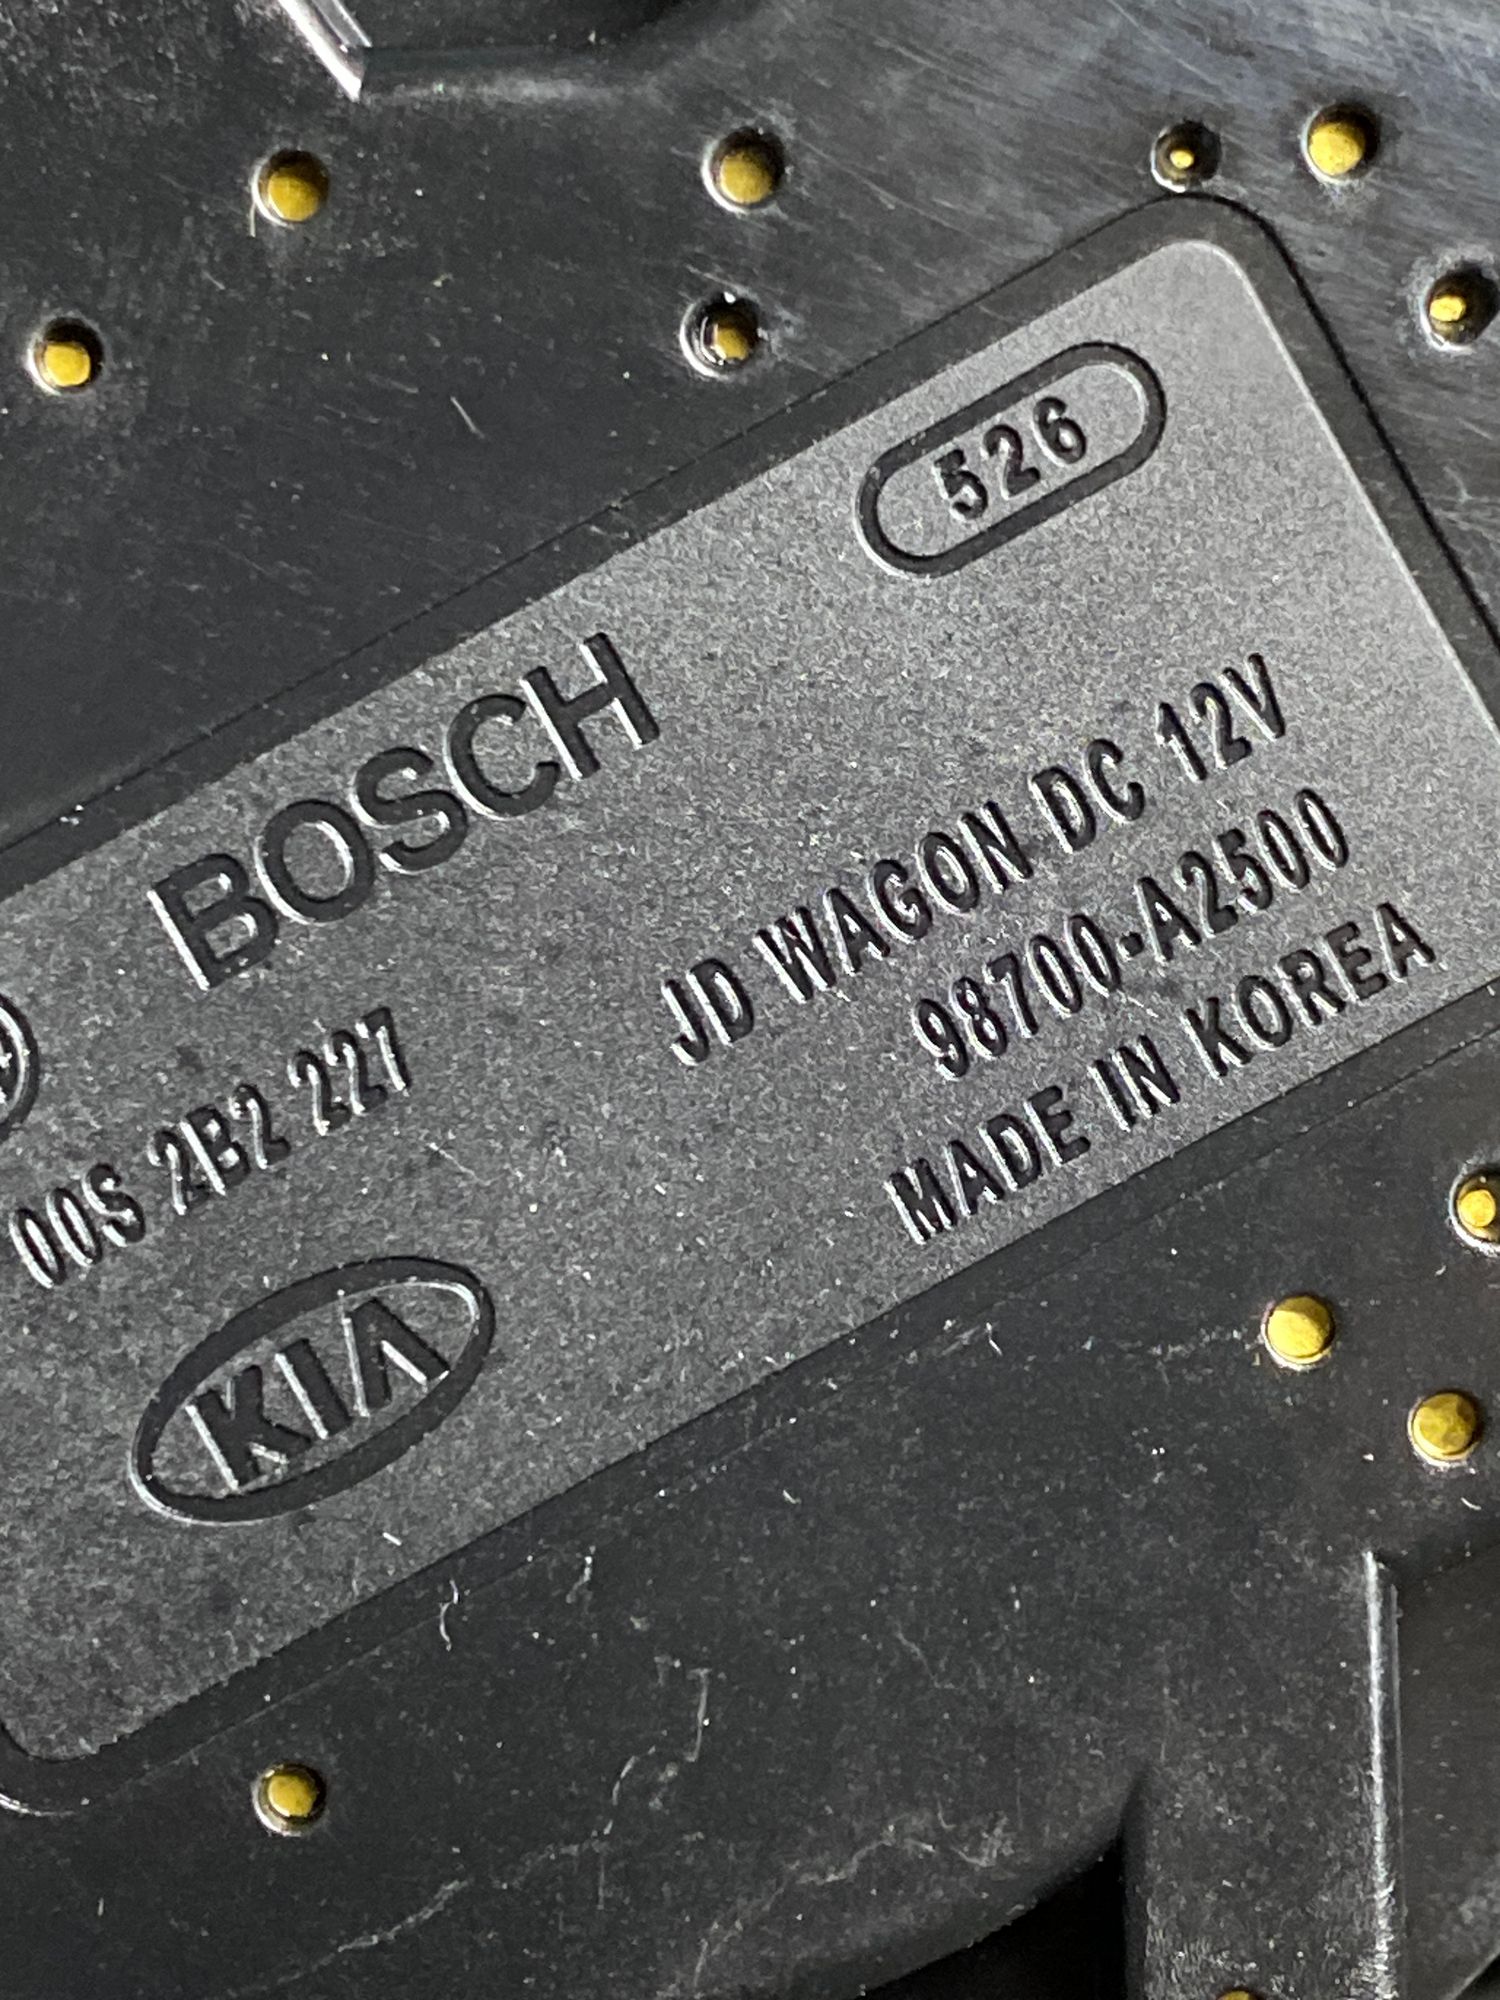 526
BOSCH
00S 2B2 227
JD WAGON DC 12V
98700-A2500
MADE IN KOREA
KIA